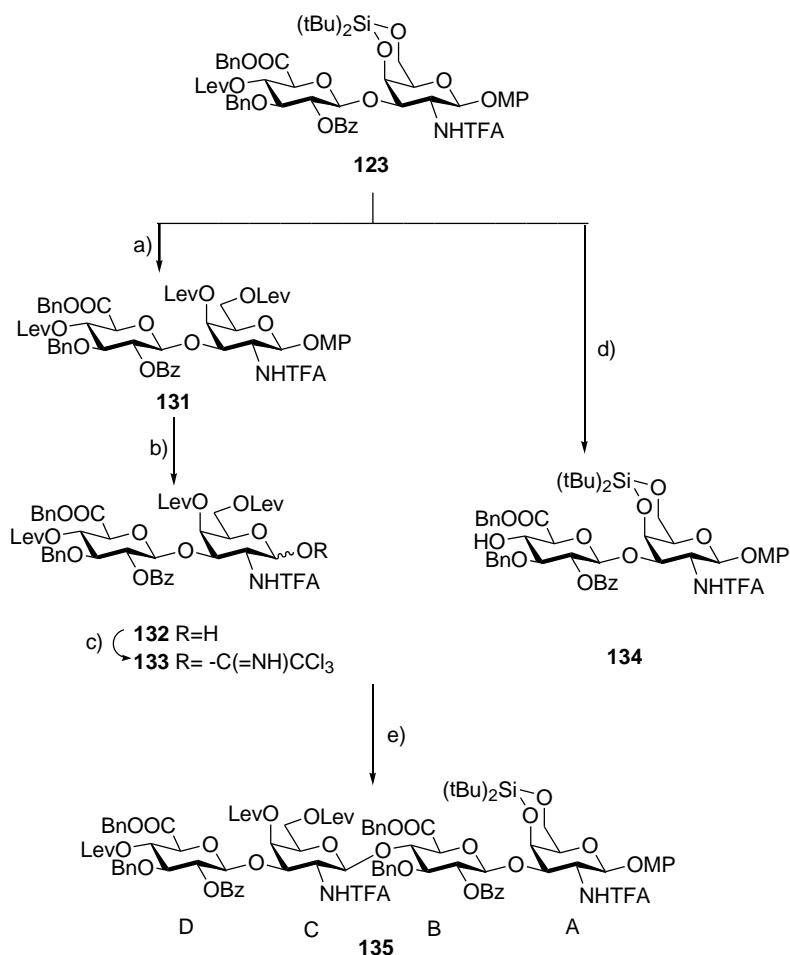 (tBu)₂Si
O
O
BnOOC
O
LevO
BnO
OBz
O
O
NHTFA
OMP
123
a)
d)
LevO
OLev
BnOOC
O
LevO
BnO
OBz
O
O
NHTFA
OMP
131
b)
LevO
OLev
BnOOC
O
LevO
BnO
OBz
O
O
NHTFA
OR
132 R=H
c)
133 R= -C(=NH)CCl₃
(tBu)₂Si
O
O
BnOOC
O
HO
BnO
OBz
O
O
NHTFA
OMP
134
e)
(tBu)₂Si
O
O
BnOOC
O
LevO
BnO
OBz
O
LevO
OLev
O
NHTFA
O
BnOOC
O
BnO
OBz
O
O
NHTFA
OMP
D C B A
135